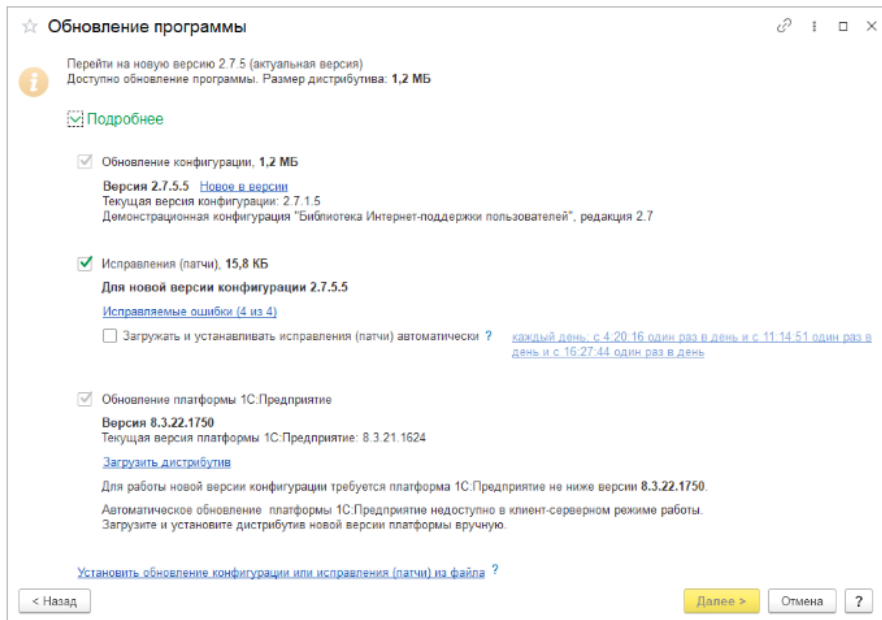 Обновление программы
Перейти на новую версию 2.7.5 (актуальная версия)
Доступно обновление программы. Размер дистрибутива: 1,2 МБ
Подробнее
Обновление конфигурации, 1,2 МБ
Версия 2.7.5.5 Новое в версии
Текущая версия конфигурации: 2.7.1.5
Демонстрационная конфигурация "Библиотека Интернет-поддержки пользователей", редакция 2.7
Исправления (патчи), 15,8 КБ
Для новой версии конфигурации 2.7.5.5
Исправляемые ошибки (4 из 4)
Загружать и устанавливать исправления (патчи) автоматически ? каждый день; с 4:20:16 один раз в день и с 11:14:51 один раз в
день и с 16:27:44 один раз в день
Обновление платформы 1С:Предприятие
Версия 8.3.22.1750
Текущая версия платформы 1С:Предприятие: 8.3.21.1624
Загрузить дистрибутив
Для работы новой версии конфигурации требуется платформа 1С:Предприятие не ниже версии 8.3.22.1750.
Автоматическое обновление платформы 1С:Предприятие недоступно в клиент-серверном режиме работы.
Загрузите и установите дистрибутив новой версии платформы вручную.
Установить обновление конфигурации или исправления (патчи) из файла ?
< Назад Далее > Отмена ?